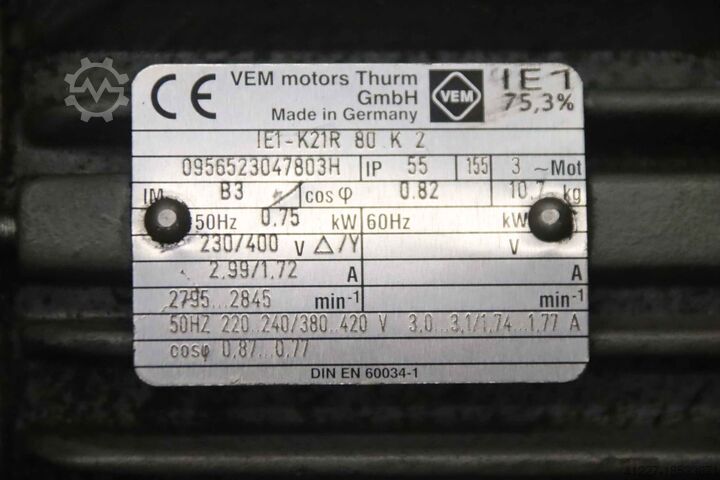 CE VEM motors Thurm GmbH VEM IE1
Made in Germany 75,3%
IE1-K21R 80 K 2
0956523047803H IP 55 155 3 ~Mot
IM B3 cos φ 0.82 10,7 kg
50Hz 0.75 kW 60Hz kW
230/400 V △/Y V
2.99/1.72 A A
2795...2845 min-1 min-1
50HZ 220...240/380...420 V 3,0...3,1/1,74...1,77 A
cosφ 0,87...0,77
DIN EN 60034-1